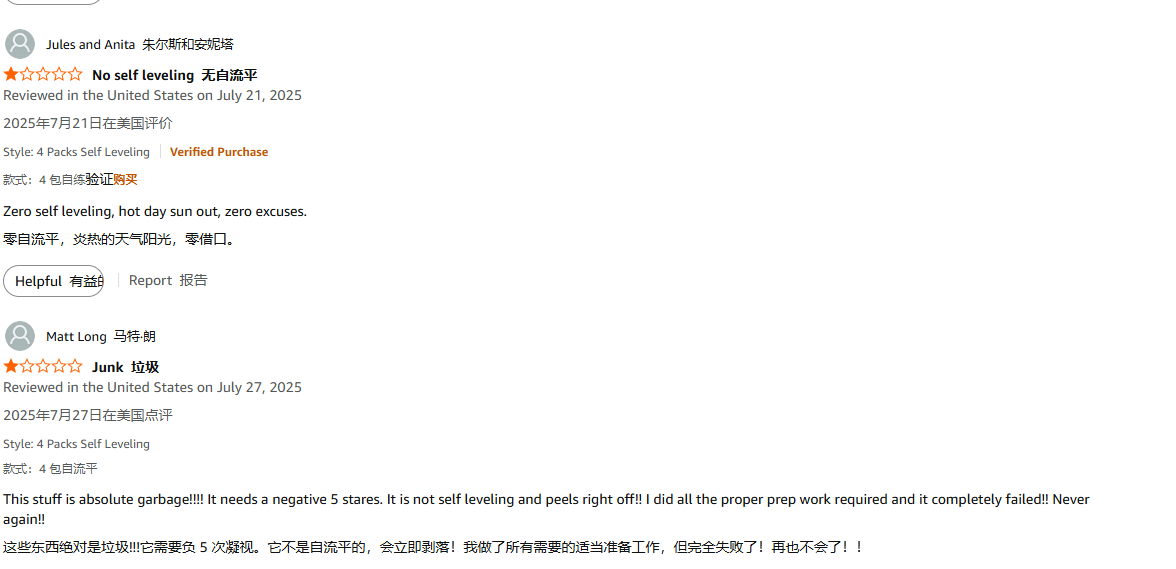 Jules and Anita 朱尔斯和安妮塔
No self leveling 无自流平
Reviewed in the United States on July 21, 2025
2025年7月21日在美国评价
Style: 4 Packs Self Leveling Verified Purchase
款式：4 包自练验证购买
Zero self leveling, hot day sun out, zero excuses.
零自流平，炎热的天气阳光，零借口。
Helpful 有益的 Report 报告
Matt Long 马特·朗
Junk 垃圾
Reviewed in the United States on July 27, 2025
2025年7月27日在美国点评
Style: 4 Packs Self Leveling
款式：4 包自流平
This stuff is absolute garbage!!!! It needs a negative 5 stares. It is not self leveling and peels right off!! I did all the proper prep work required and it completely failed!! Never
again!!
这些东西绝对是垃圾!!!它需要负 5 次凝视。它不是自流平的，会立即剥落！我做了所有需要的适当准备工作，但完全失败了！再也不会了！！